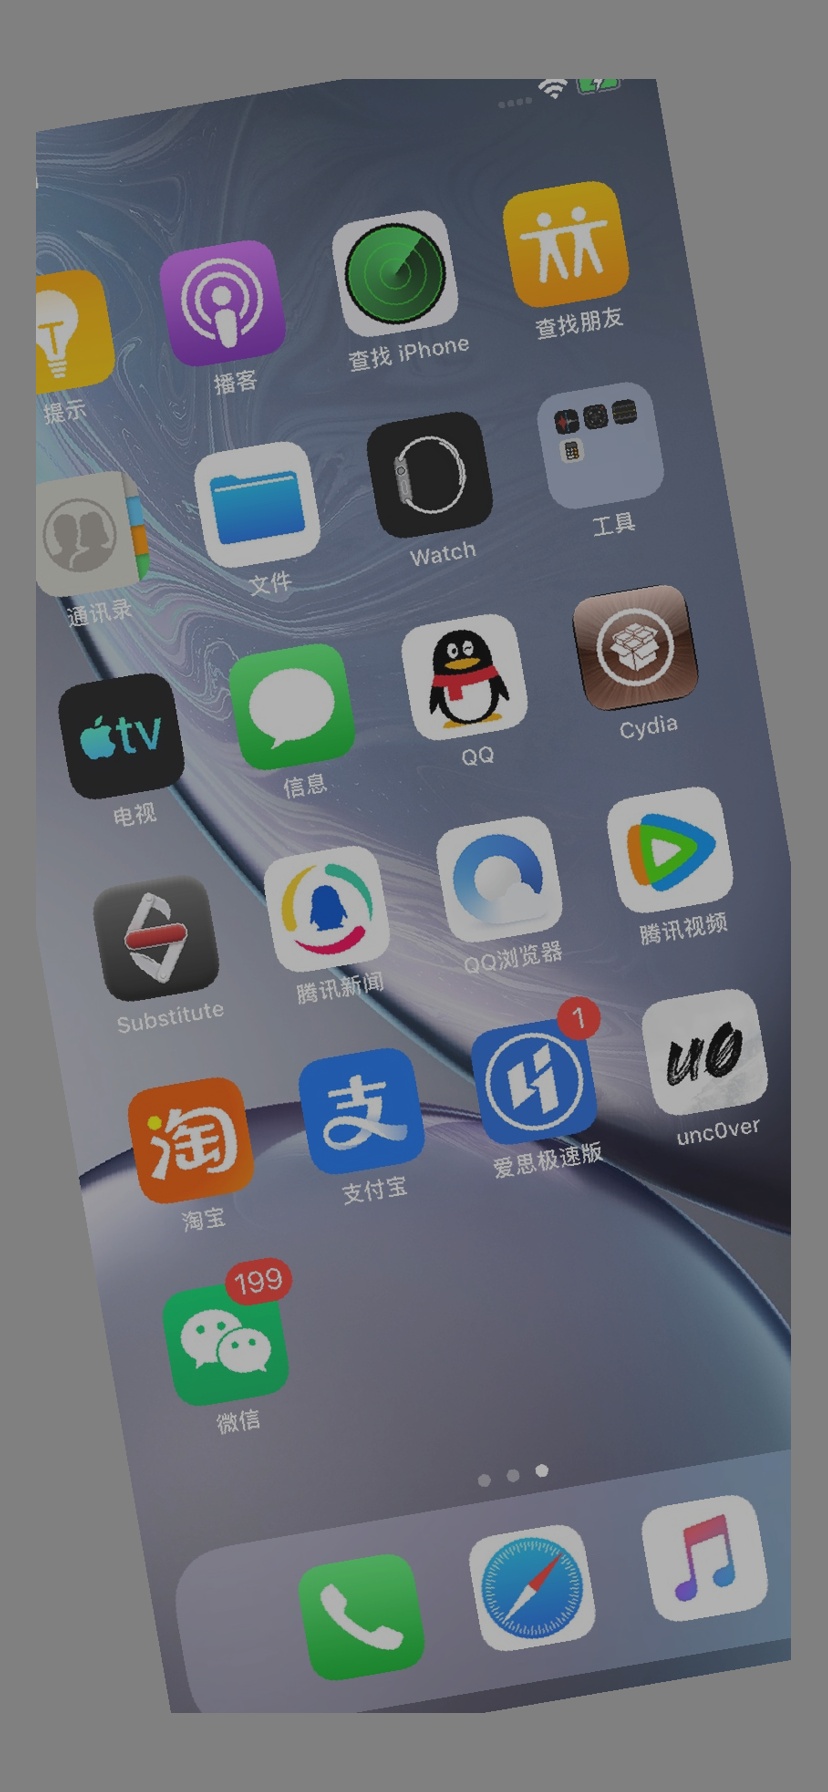 提示
播客
查找 iPhone
查找朋友
通讯录
文件
Watch
工具
tv
电视
信息
QQ
Cydia
Substitute
腾讯新闻
QQ浏览器
腾讯视频
淘
淘宝
支
支付宝
1
爱思极速版
u0
unc0ver
199
微信